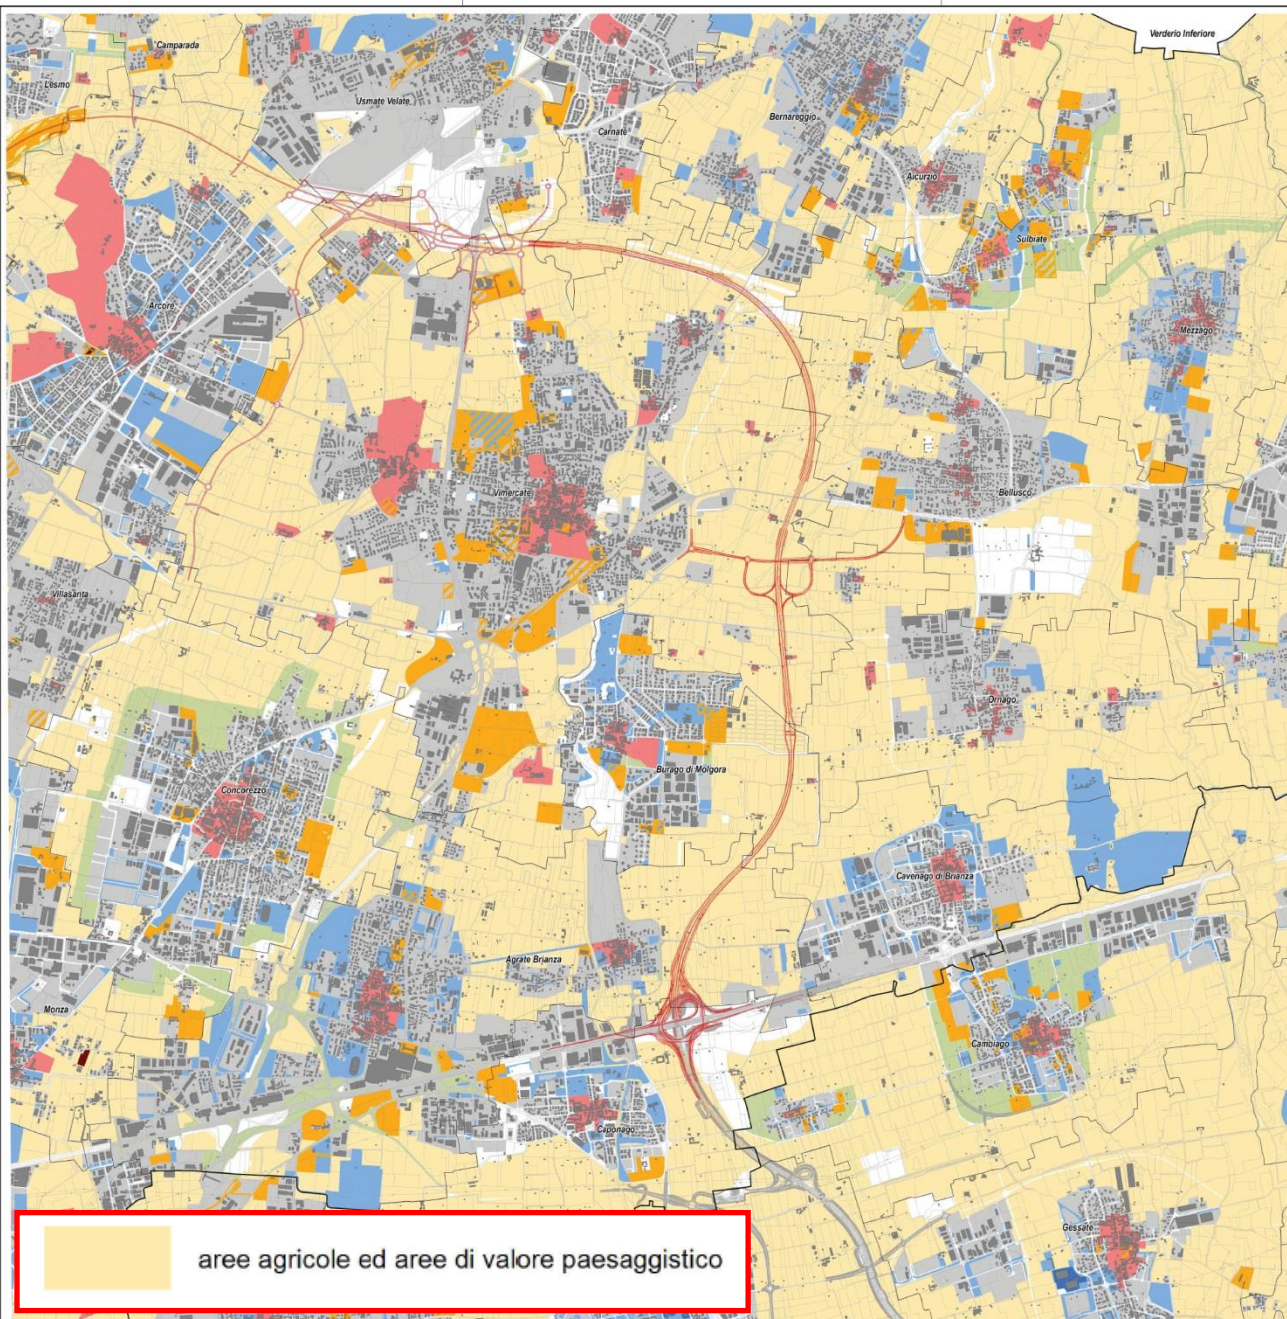 Verderio Inferiore
Camparada
Lesmo
Usmate Velate
Bernareggio
Carnate
Aicurzio
Sulbiate
Arcore
Mezzago
Vimercate
Bellusco
Villasanta
Ornago
Burago di Molgora
Concorezzo
Cavenago di Brianza
Agrate Brianza
Monza
Cambiago
Caponago
Gessate
aree agricole ed aree di valore paesaggistico